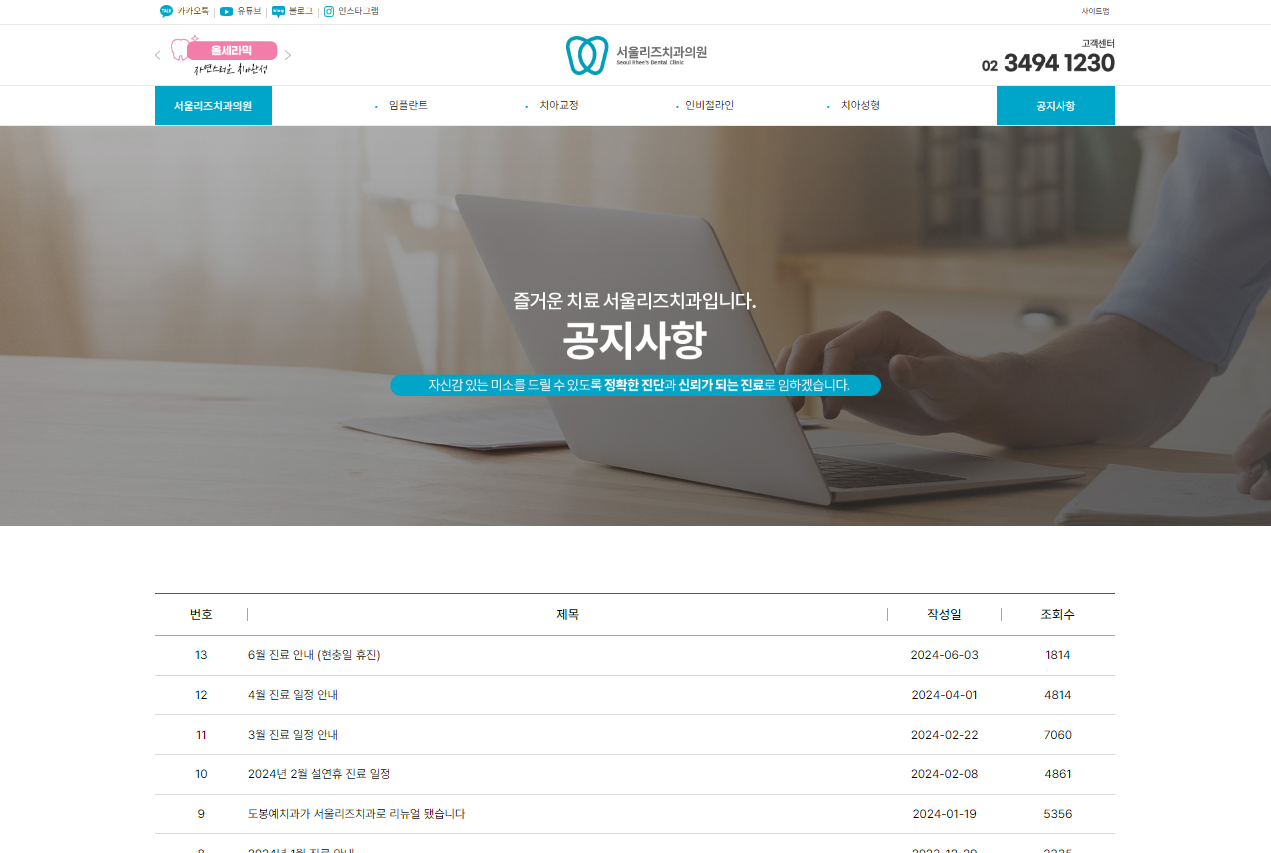 카카오톡 유튜브 블로그 인스타그램 사이트맵
올세라믹
자연스러운 치아완성
서울리즈치과의원
Seoul Rhee's Dental Clinic
고객센터
02 3494 1230
서울리즈치과의원 임플란트 치아교정 인비절라인 치아성형 공지사항
즐거운 치료 서울리즈치과입니다.
공지사항
자신감 있는 미소를 드릴 수 있도록 정확한 진단과 신뢰가 되는 진료로 임하겠습니다.
번호 제목 작성일 조회수
13 6월 진료 안내 (현충일 휴진) 2024-06-03 1814
12 4월 진료 일정 안내 2024-04-01 4814
11 3월 진료 일정 안내 2024-02-22 7060
10 2024년 2월 설연휴 진료 일정 2024-02-08 4861
9 도봉예치과가 서울리즈치과로 리뉴얼 됐습니다 2024-01-19 5356